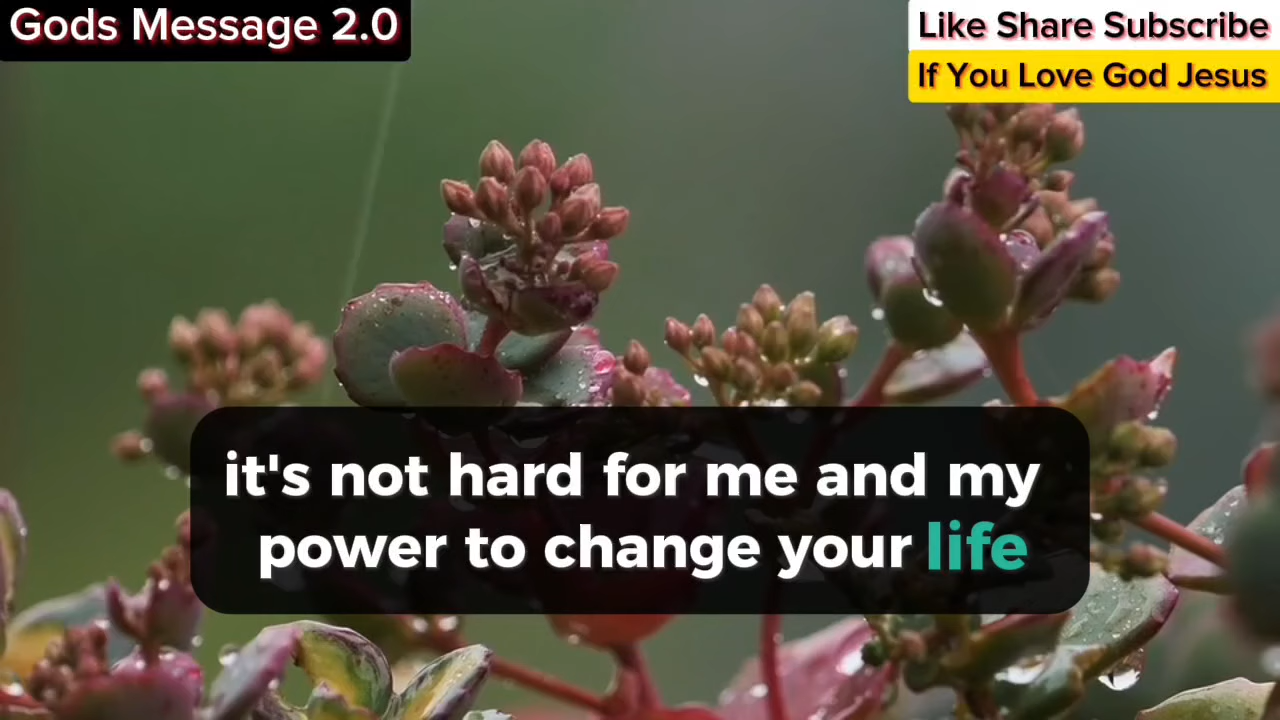 Gods Message 2.0
Like Share Subscribe
If You Love God Jesus
it's not hard for me and my
power to change your life